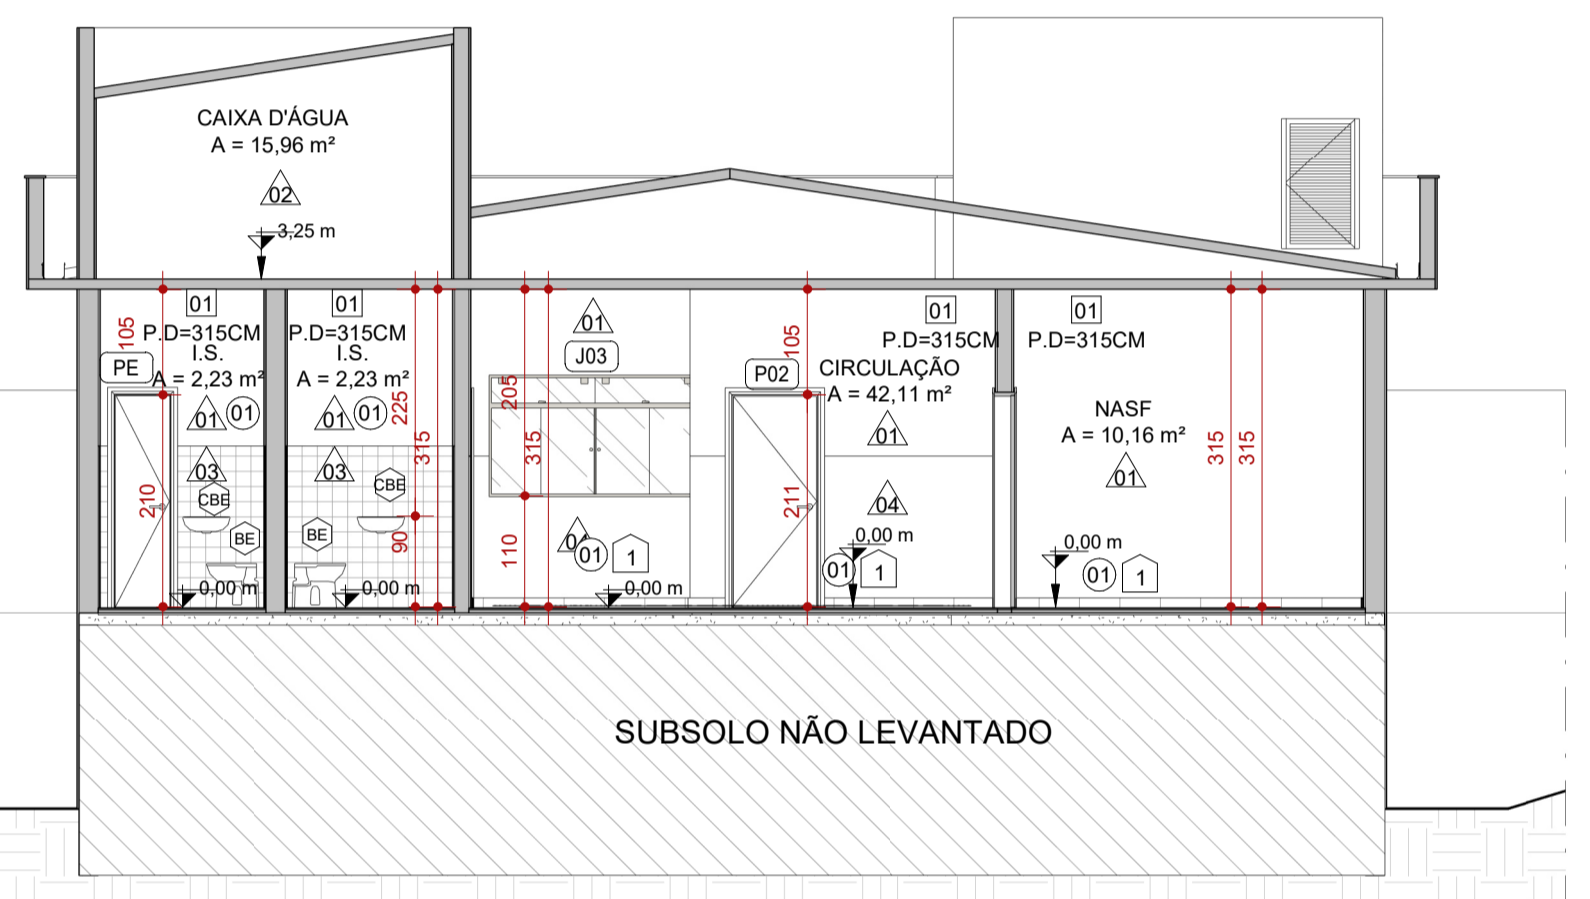 CAIXA D'ÁGUA
A = 15,96 m²
02
3,25 m
01
P.D=315CM
I.S.
A = 2,23 m²
PE
105
01
01
03
CBE
210
BE
0,00 m
01
P.D=315CM
I.S.
A = 2,23 m²
01
01
225
315
03
CBE
BE
90
0,00 m
01
J03
205
315
110
04
01
1
0,00 m
105
P02
211
01
P.D=315CM
CIRCULAÇÃO
A = 42,11 m²
01
04
0,00 m
01
1
01
P.D=315CM
NASF
A = 10,16 m²
01
0,00 m
01
1
315
315
SUBSOLO NÃO LEVANTADO